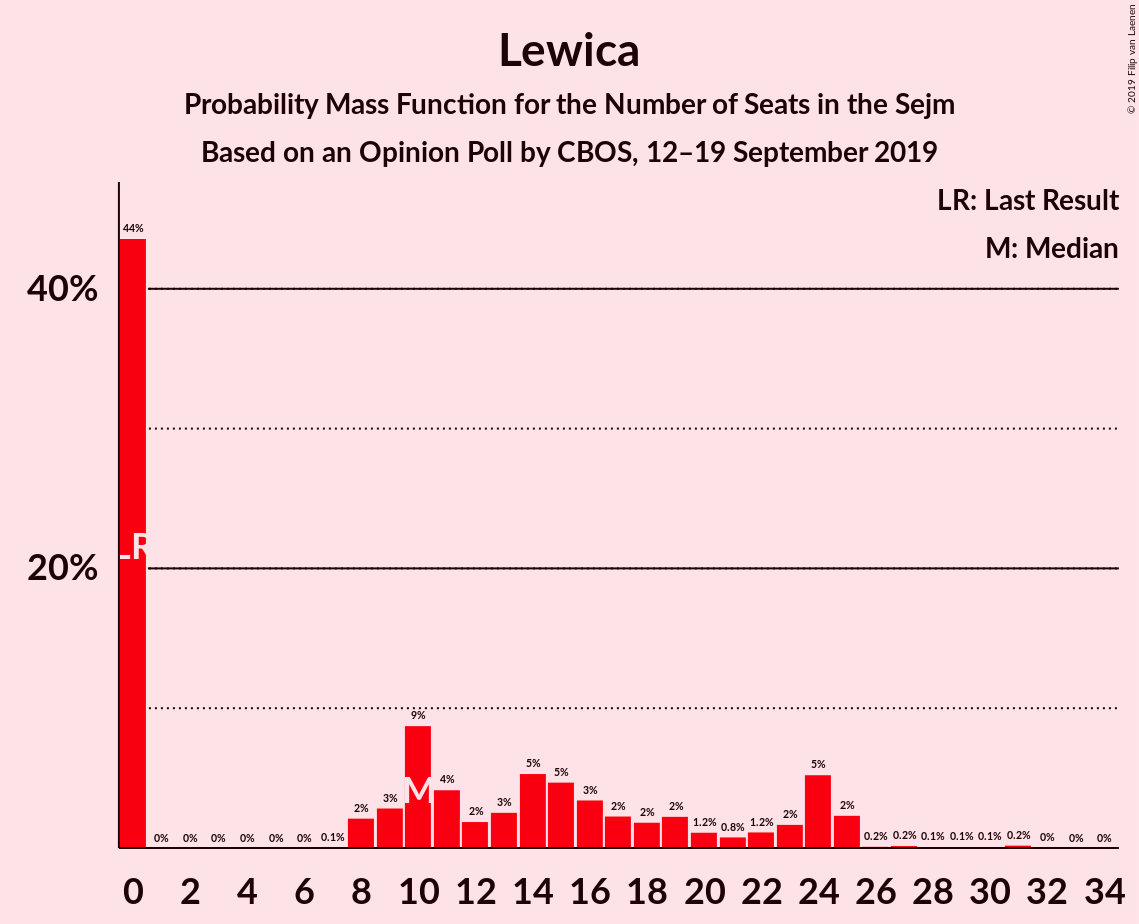 Lewica
Probability Mass Function for the Number of Seats in the Sejm
Based on an Opinion Poll by CBOS, 12–19 September 2019
© 2019 Filip van Laenen
LR: Last Result
M: Median
40%
20%
44% 0% 0% 0% 0% 0% 0% 0.1% 2% 3% 9% 4% 2% 3% 5% 5% 3% 2% 2% 2% 1.2% 0.8% 1.2% 2% 5% 2% 0.2% 0.2% 0.1% 0.1% 0.1% 0.2% 0% 0% 0%
LR
M
0 2 4 6 8 10 12 14 16 18 20 22 24 26 28 30 32 34